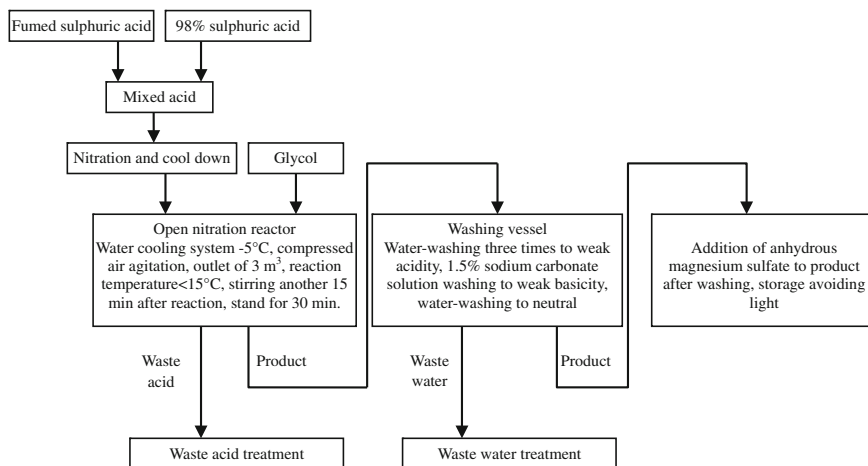 Fumed sulphuric acid
98% sulphuric acid
Mixed acid
Nitration and cool down
Glycol
Open nitration reactor
Water cooling system -5°C, compressed
air agitation, outlet of 3 m³, reaction
temperature<15°C, stirring another 15
min after reaction, stand for 30 min.
Washing vessel
Water-washing three times to weak
acidity, 1.5% sodium carbonate
solution washing to weak basicity,
water-washing to neutral
Addition of anhydrous
magnesium sulfate to product
after washing, storage avoiding
light
Waste
acid
Product
Waste
water
Product
Waste acid treatment
Waste water treatment